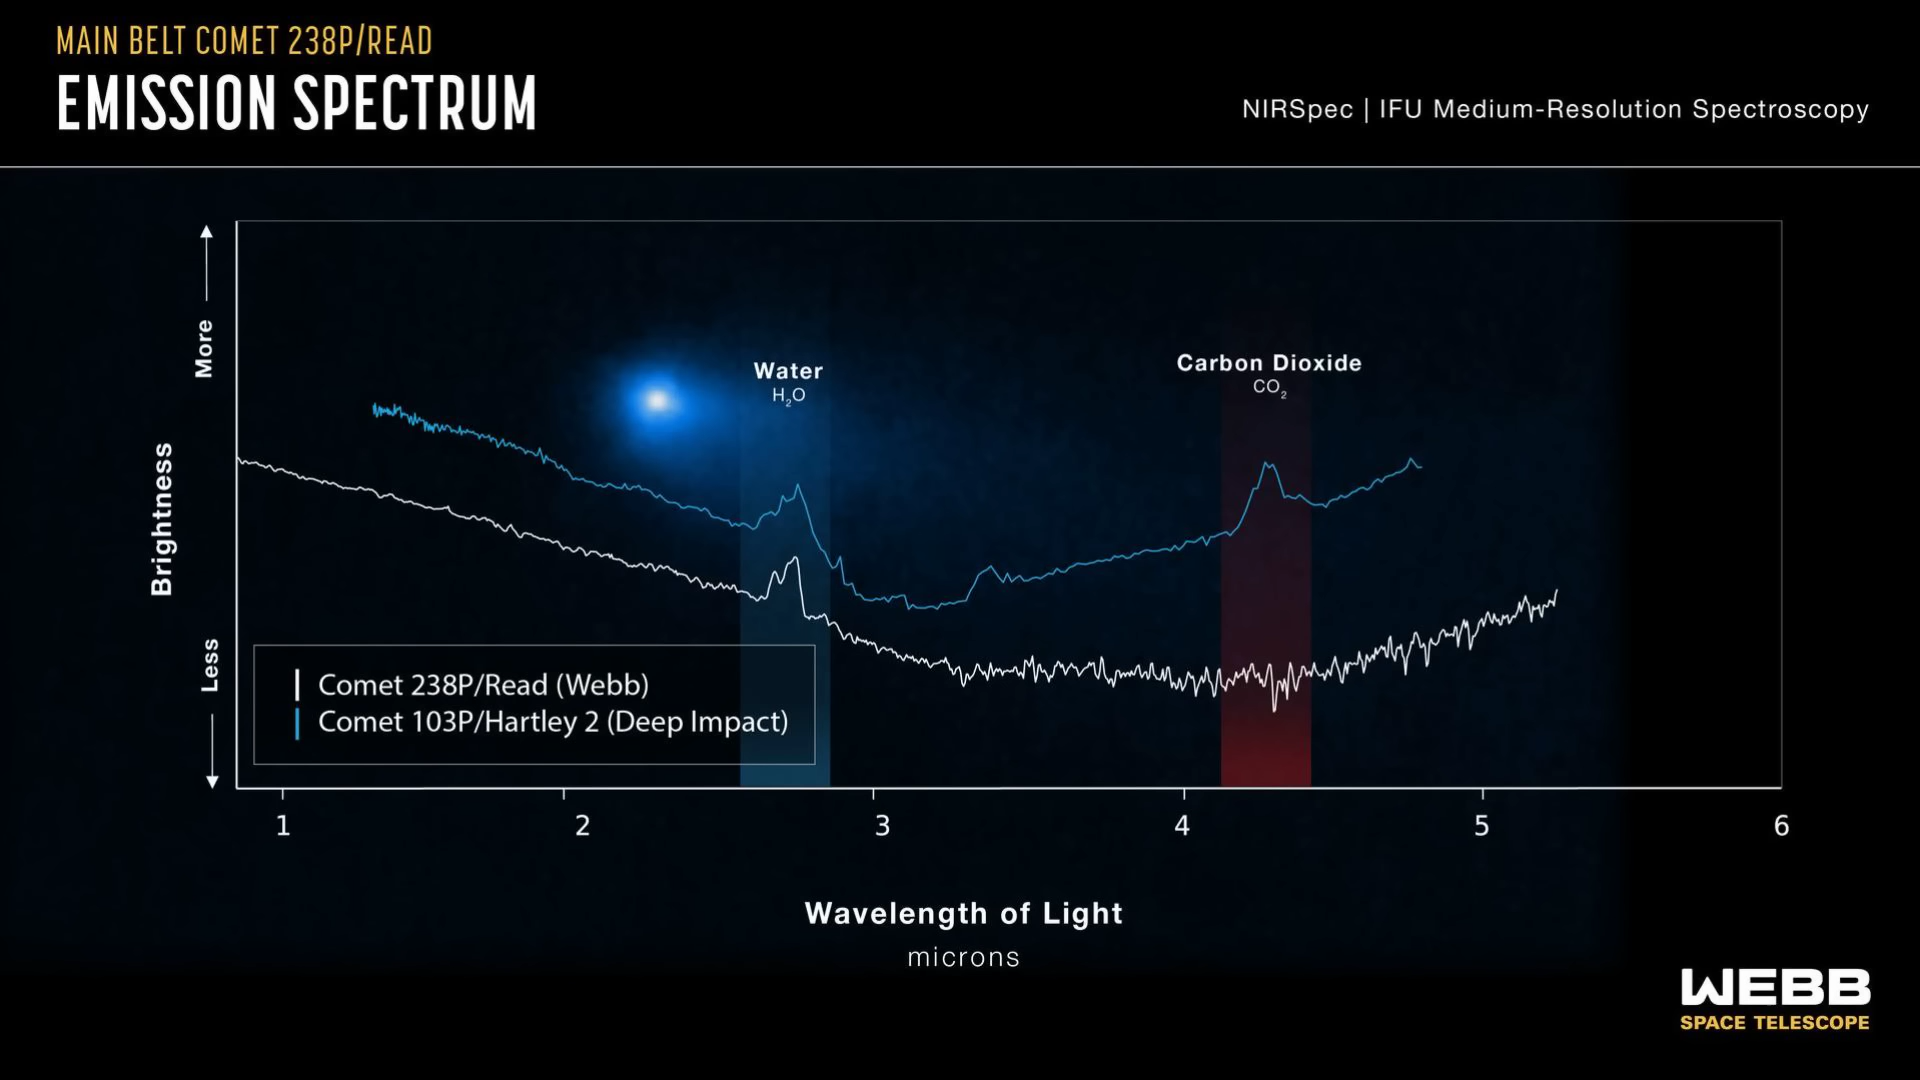 MAIN BELT COMET 238P/READ
EMISSION SPECTRUM
NIRSpec | IFU Medium-Resolution Spectroscopy
More
Brightness
Less
Water
H₂O
Carbon Dioxide
CO₂
Comet 238P/Read (Webb)
Comet 103P/Hartley 2 (Deep Impact)
1 2 3 4 5 6
Wavelength of Light
microns
WEBB
SPACE TELESCOPE